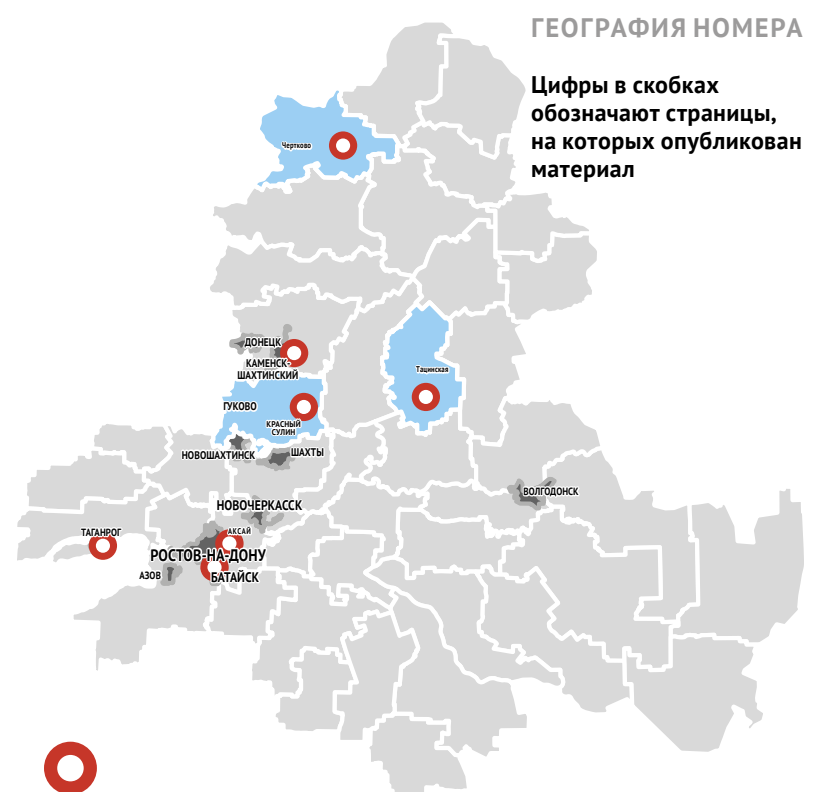 ГЕОГРАФИЯ НОМЕРА
Цифры в скобках
обозначают страницы,
на которых опубликован
материал
Чертково
ДОНЕЦК
КАМЕНСК-
ШАХТИНСКИЙ
Тацинская
ГУКОВО
КРАСНЫЙ
СУЛИН
НОВОШАХТИНСК
ШАХТЫ
ВОЛГОДОНСК
НОВОЧЕРКАССК
ТАГАНРОГ
АКСАЙ
РОСТОВ-НА-ДОНУ
АЗОВ
БАТАЙСК